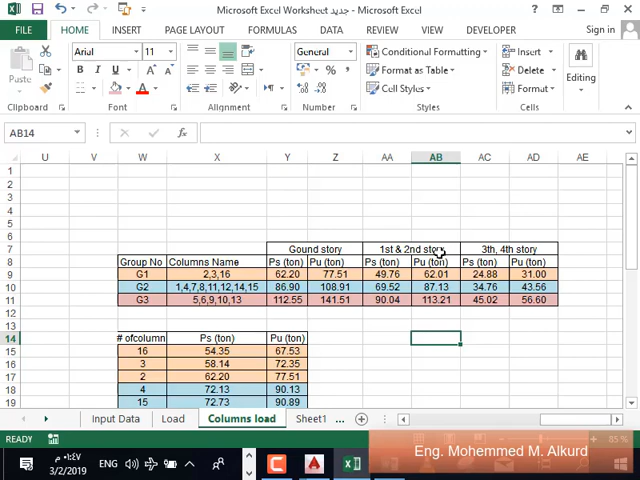 Microsoft Excel Worksheet جديد - Microsoft Excel
Sign in
FILE HOME INSERT PAGE LAYOUT FORMULAS DATA REVIEW VIEW DEVELOPER
Paste
Arial 11
General
Conditional Formatting
Format as Table
Cell Styles
Insert
Delete
Format
Editing
Clipboard Font Alignment Number Styles Cells
AB14
U V W X Y Z AA AB AC AD AE
1
2
3
4
5
6
7 Gound story 1st & 2nd story 3th, 4th story
8 Group No Columns Name Ps (ton) Pu (ton) Ps (ton) Pu (ton) Ps (ton) Pu (ton)
9 G1 2,3,16 62.20 77.51 49.76 62.01 24.88 31.00
10 G2 1,4,7,8,11,12,14,15 86.90 108.91 69.52 87.13 34.76 43.56
11 G3 5,6,9,10,13 112.55 141.51 90.04 113.21 45.02 56.60
12
13
14 # ofcolumn Ps (ton) Pu (ton)
15 16 54.35 67.53
16 3 58.14 72.35
17 2 62.20 77.51
18 4 72.73 90.13
19 15 72.73 90.89
Input Data Load Columns load Sheet1 ...
READY
85 %
Eng. Mohemmed M. Alkurd
ENG
م ٠١:٤٧
3/2/2019